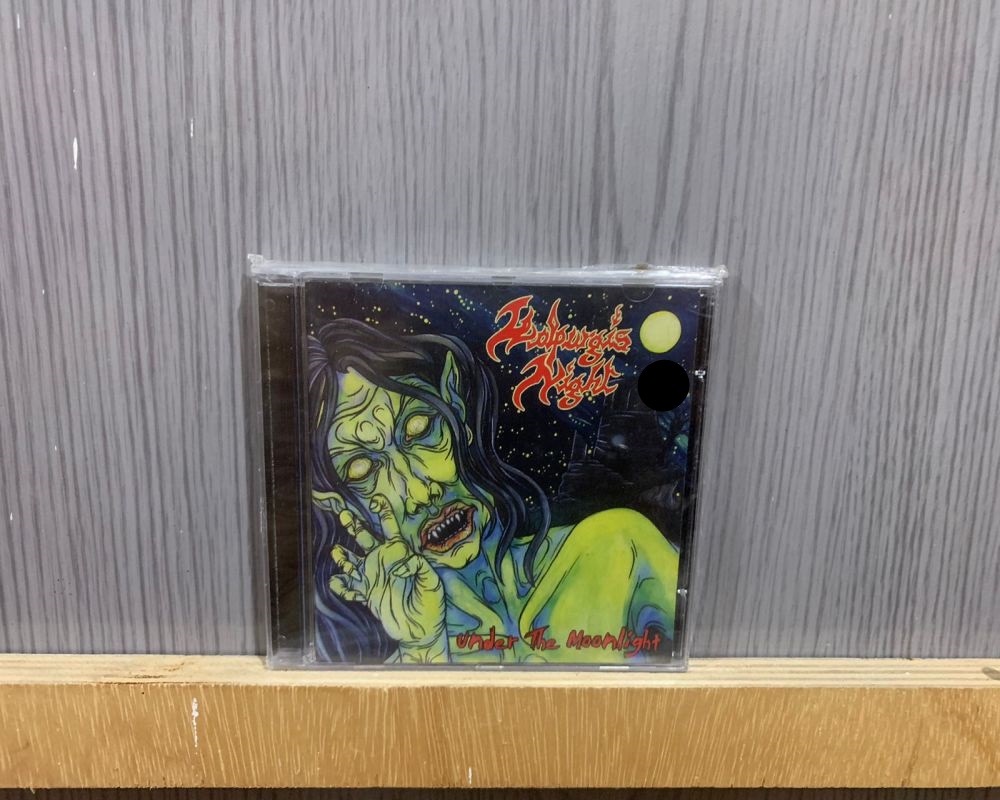 Walpurgis
Night
under The Moonlight